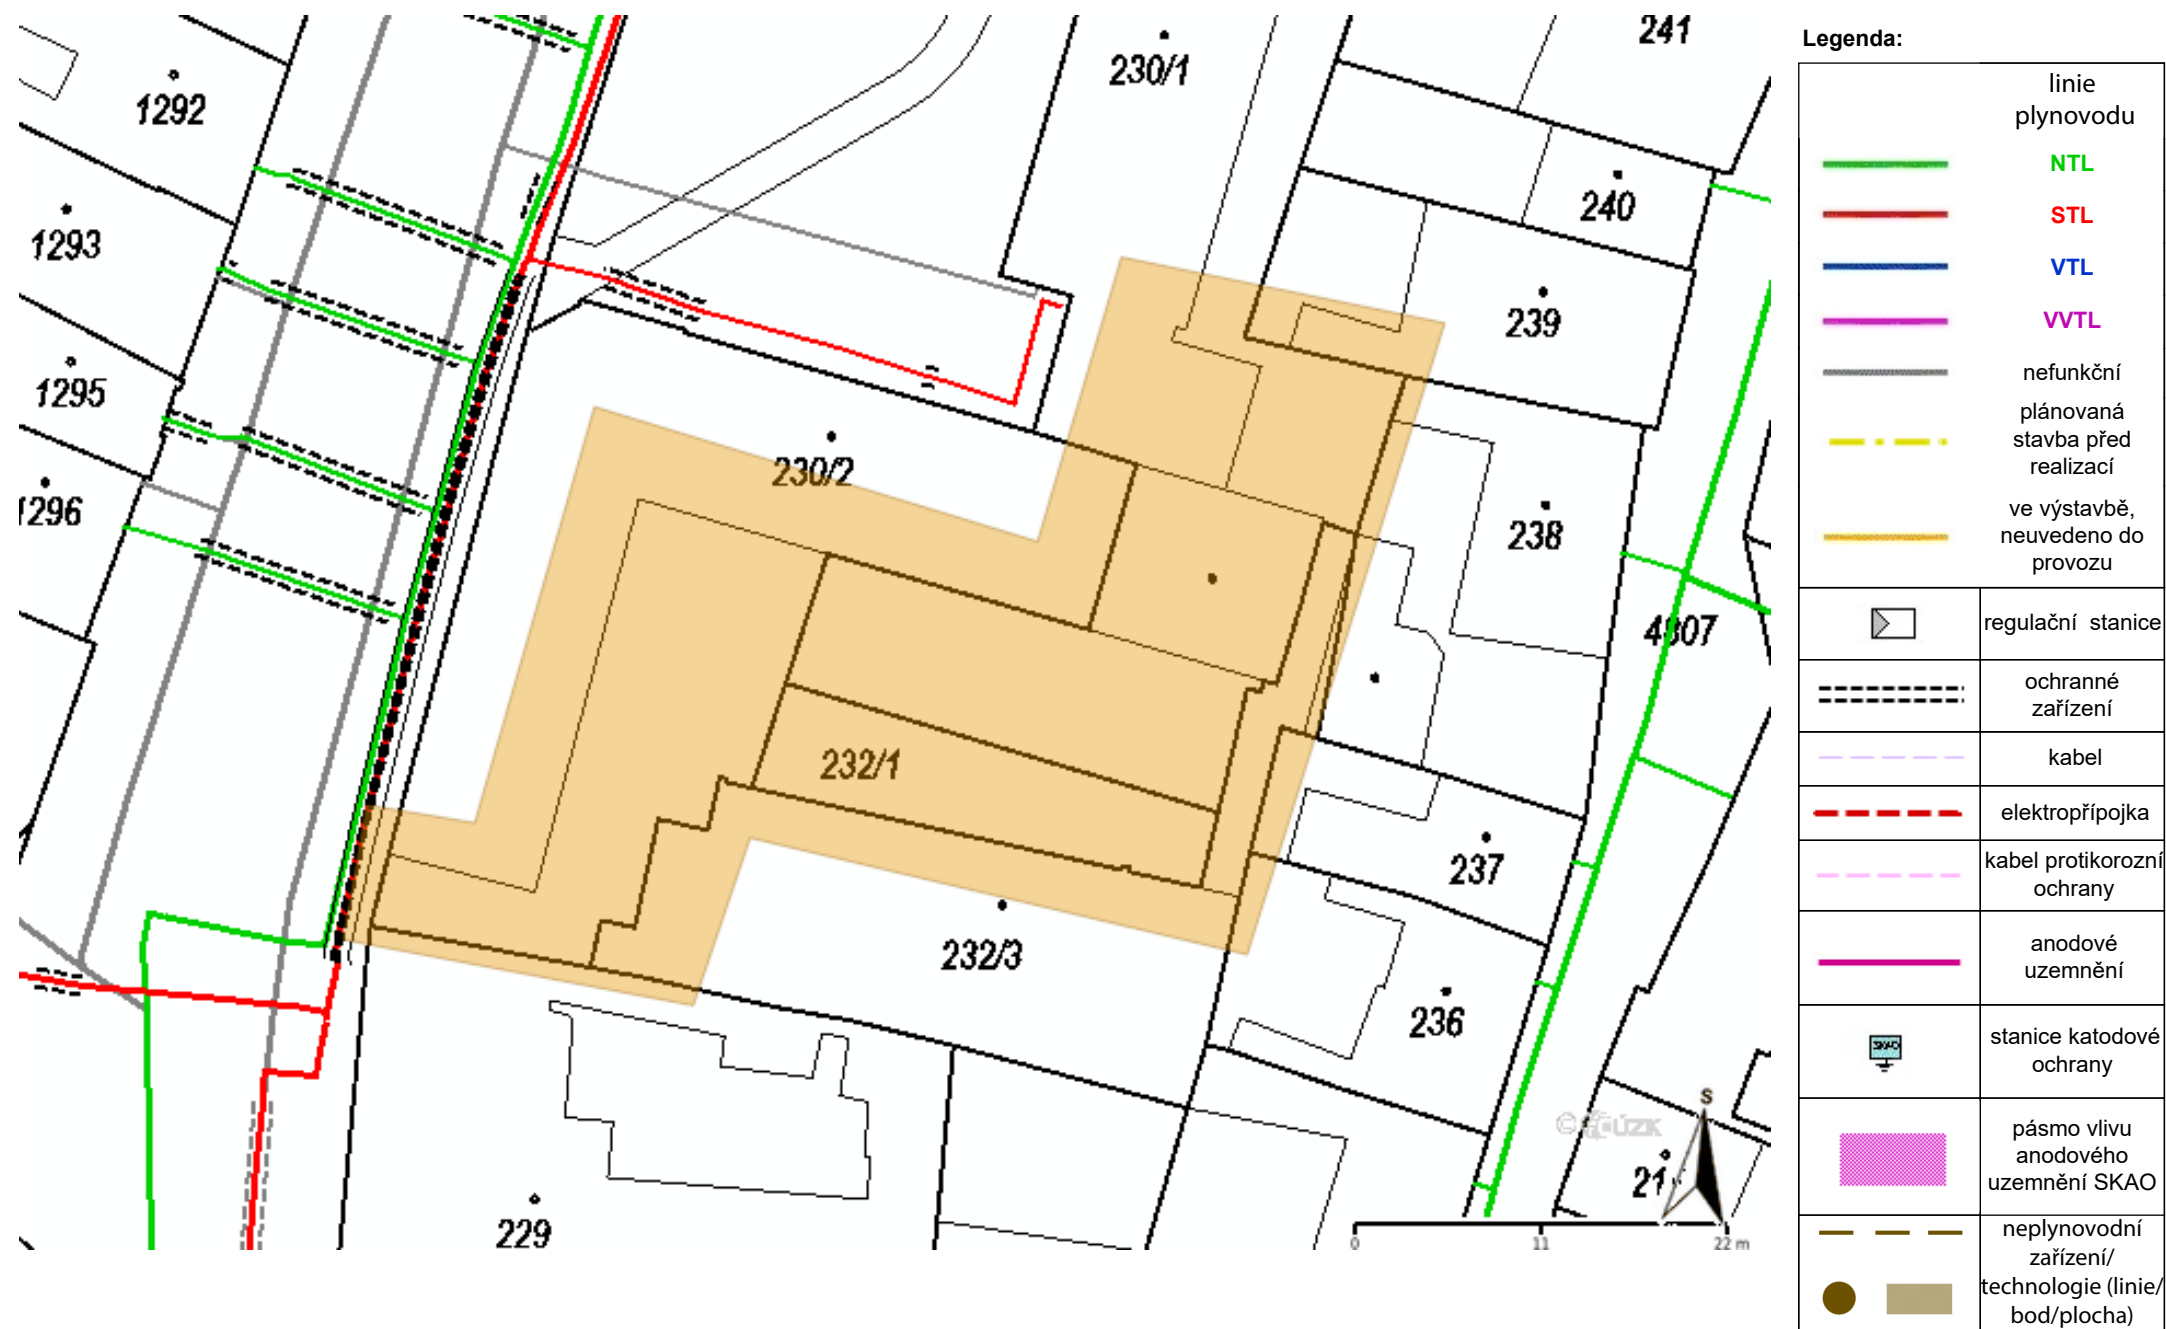 241
230/1
1292
240
1293
239
1295
230/2
1296
238
4807
232/1
237
232/3
236
229
©
ÚZK
S
0
11
22 m
Legenda:
linie
plynovodu
NTL
STL
VTL
VVTL
nefunkční
plánovaná
stavba před
realizací
ve výstavbě,
neuvedeno do
provozu
regulační stanice
ochranné
zařízení
kabel
elektropřípojka
kabel protikorozní
ochrany
anodové
uzemnění
SKAO
stanice katodové
ochrany
pásmo vlivu
anodového
uzemnění SKAO
neplynovodní
zařízení/
technologie (linie/
bod/plocha)